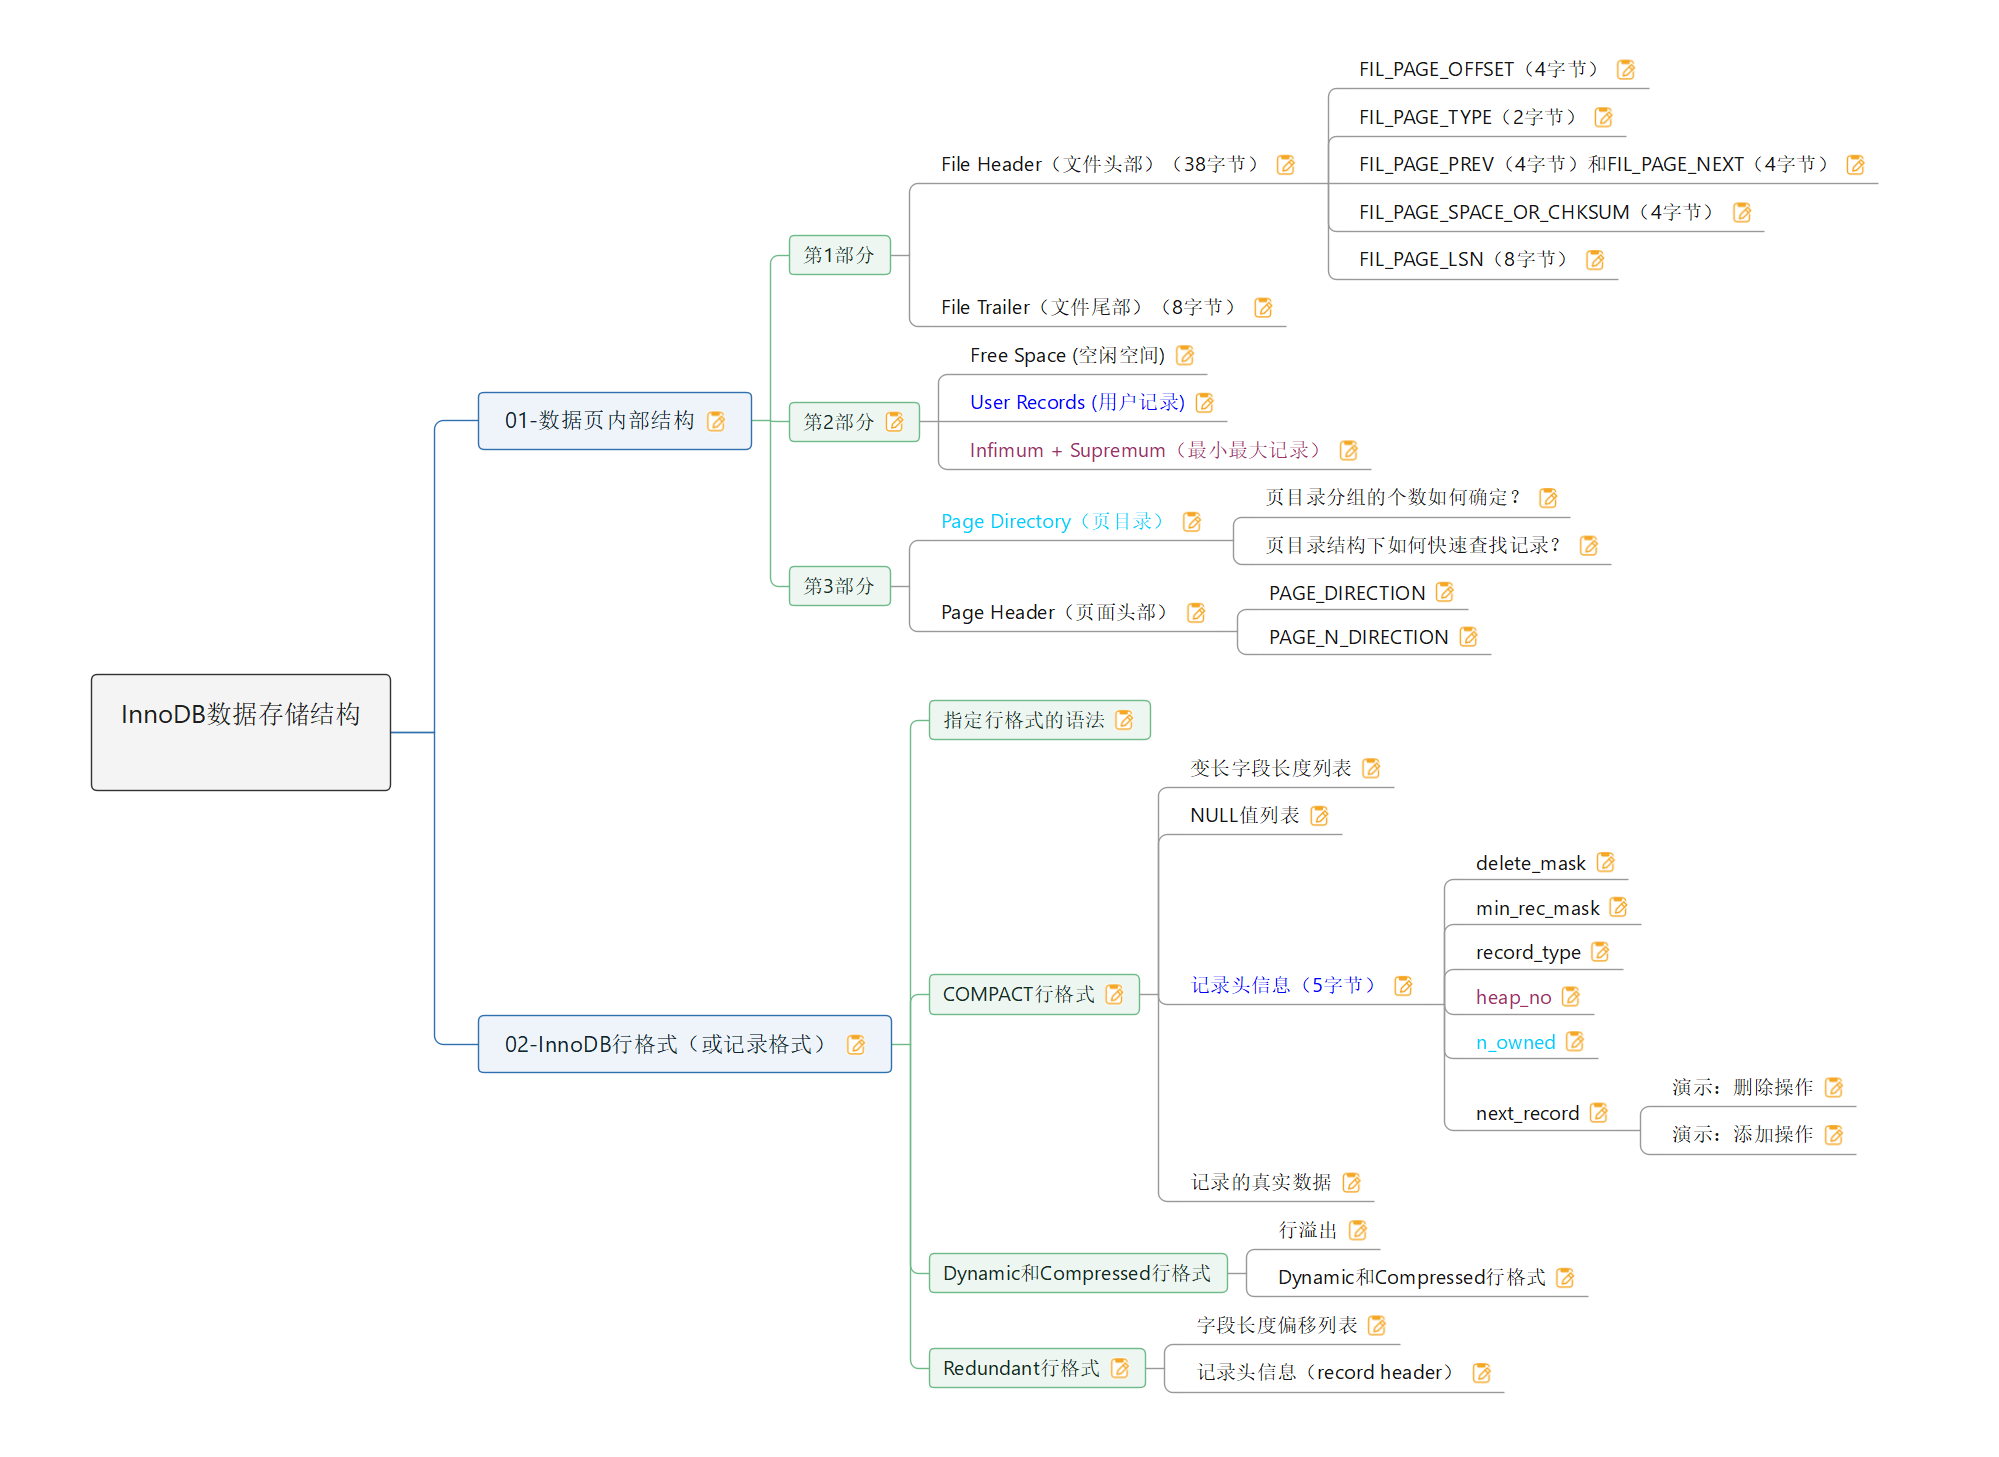 InnoDB数据存储结构
01-数据页内部结构
第1部分
File Header（文件头部）（38字节）
FIL_PAGE_OFFSET（4字节）
FIL_PAGE_TYPE（2字节）
FIL_PAGE_PREV（4字节）和FIL_PAGE_NEXT（4字节）
FIL_PAGE_SPACE_OR_CHKSUM（4字节）
FIL_PAGE_LSN（8字节）
File Trailer（文件尾部）（8字节）
第2部分
Free Space (空闲空间)
User Records (用户记录)
Infimum + Supremum（最小最大记录）
第3部分
Page Directory（页目录）
页目录分组的个数如何确定？
页目录结构下如何快速查找记录？
Page Header（页面头部）
PAGE_DIRECTION
PAGE_N_DIRECTION
02-InnoDB行格式（或记录格式）
指定行格式的语法
COMPACT行格式
变长字段长度列表
NULL值列表
记录头信息（5字节）
delete_mask
min_rec_mask
record_type
heap_no
n_owned
next_record
演示：删除操作
演示：添加操作
记录的真实数据
Dynamic和Compressed行格式
行溢出
Dynamic和Compressed行格式
Redundant行格式
字段长度偏移列表
记录头信息（record header）